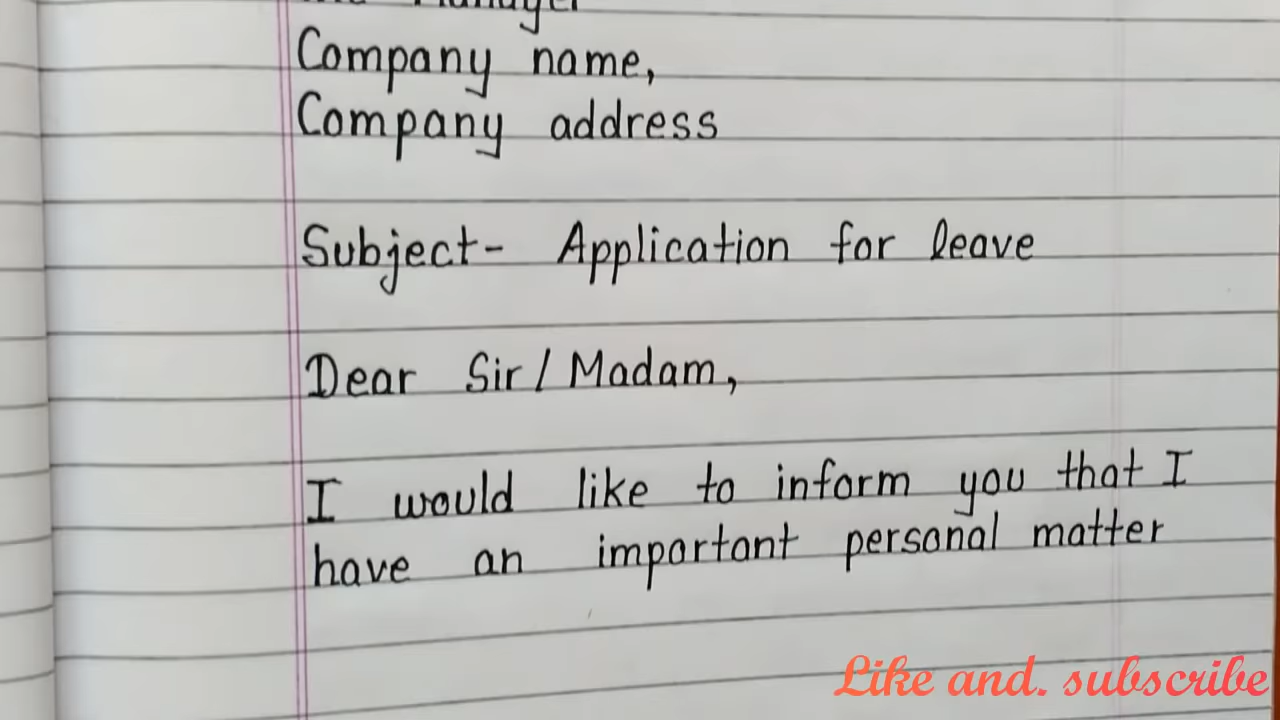 Manager
Company name,
Company address
Subject- Application for leave
Dear Sir/Madam,
I would like to inform you that I
have an important personal matter
Like and. subscribe